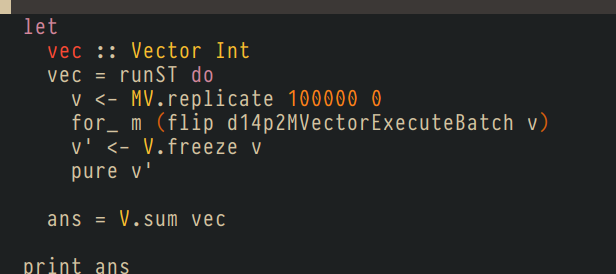 let
  vec :: Vector Int
  vec = runST do
    v <- MV.replicate 100000 0
    for_ m (flip d14p2MVectorExecuteBatch v)
    v' <- V.freeze v
    pure v'
  ans = V.sum vec
print ans